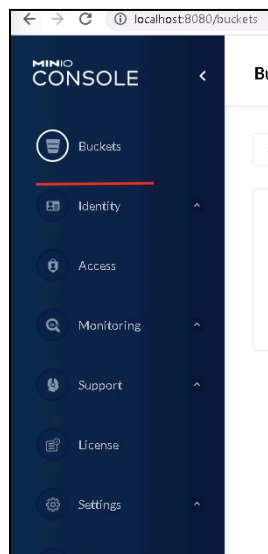 localhost:8080/buckets
MINIO
CONSOLE
Bu
Buckets
Identity
Access
Monitoring
Support
License
Settings